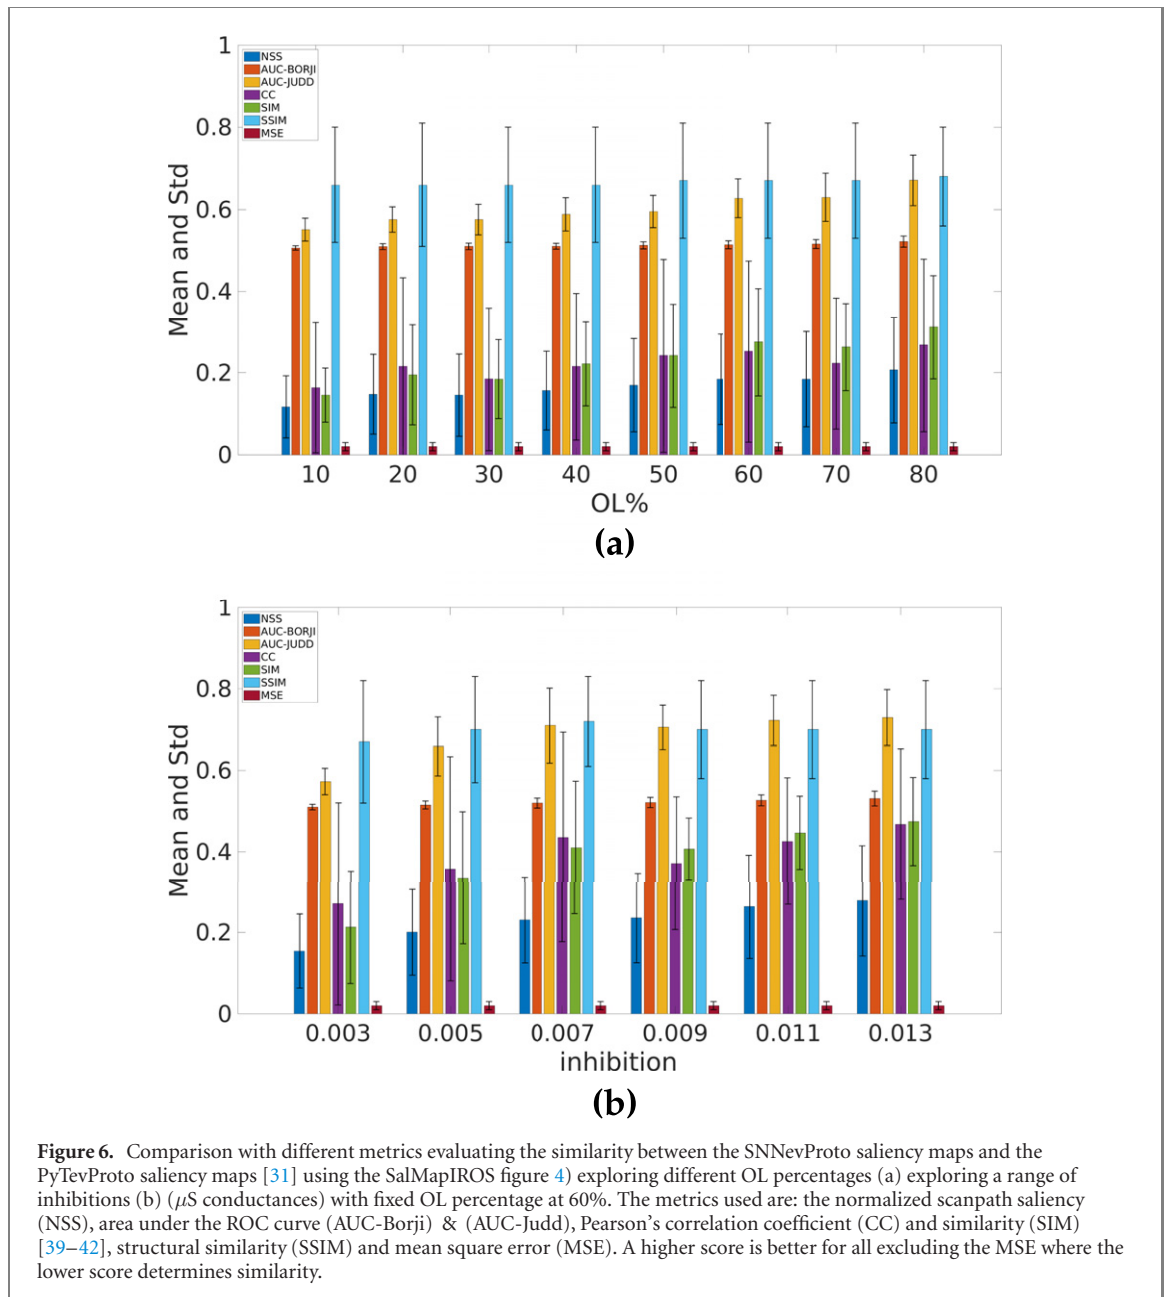 1
0.8
0.6
0.4
0.2
0
Mean and Std
NSS
AUC-BORJI
AUC-JUDD
CC
SIM
SSIM
MSE
10 20 30 40 50 60 70 80
OL%
(a)
1
0.8
0.6
0.4
0.2
0
Mean and Std
NSS
AUC-BORJI
AUC-JUDD
CC
SIM
SSIM
MSE
0.003 0.005 0.007 0.009 0.011 0.013
inhibition
(b)
Figure 6. Comparison with different metrics evaluating the similarity between the SNNevProto saliency maps and the
PyTevProto saliency maps [31] using the SalMapIROS figure 4) exploring different OL percentages (a) exploring a range of
inhibitions (b) (μS conductances) with fixed OL percentage at 60%. The metrics used are: the normalized scanpath saliency
(NSS), area under the ROC curve (AUC-Borji) & (AUC-Judd), Pearson's correlation coefficient (CC) and similarity (SIM)
[39–42], structural similarity (SSIM) and mean square error (MSE). A higher score is better for all excluding the MSE where the
lower score determines similarity.